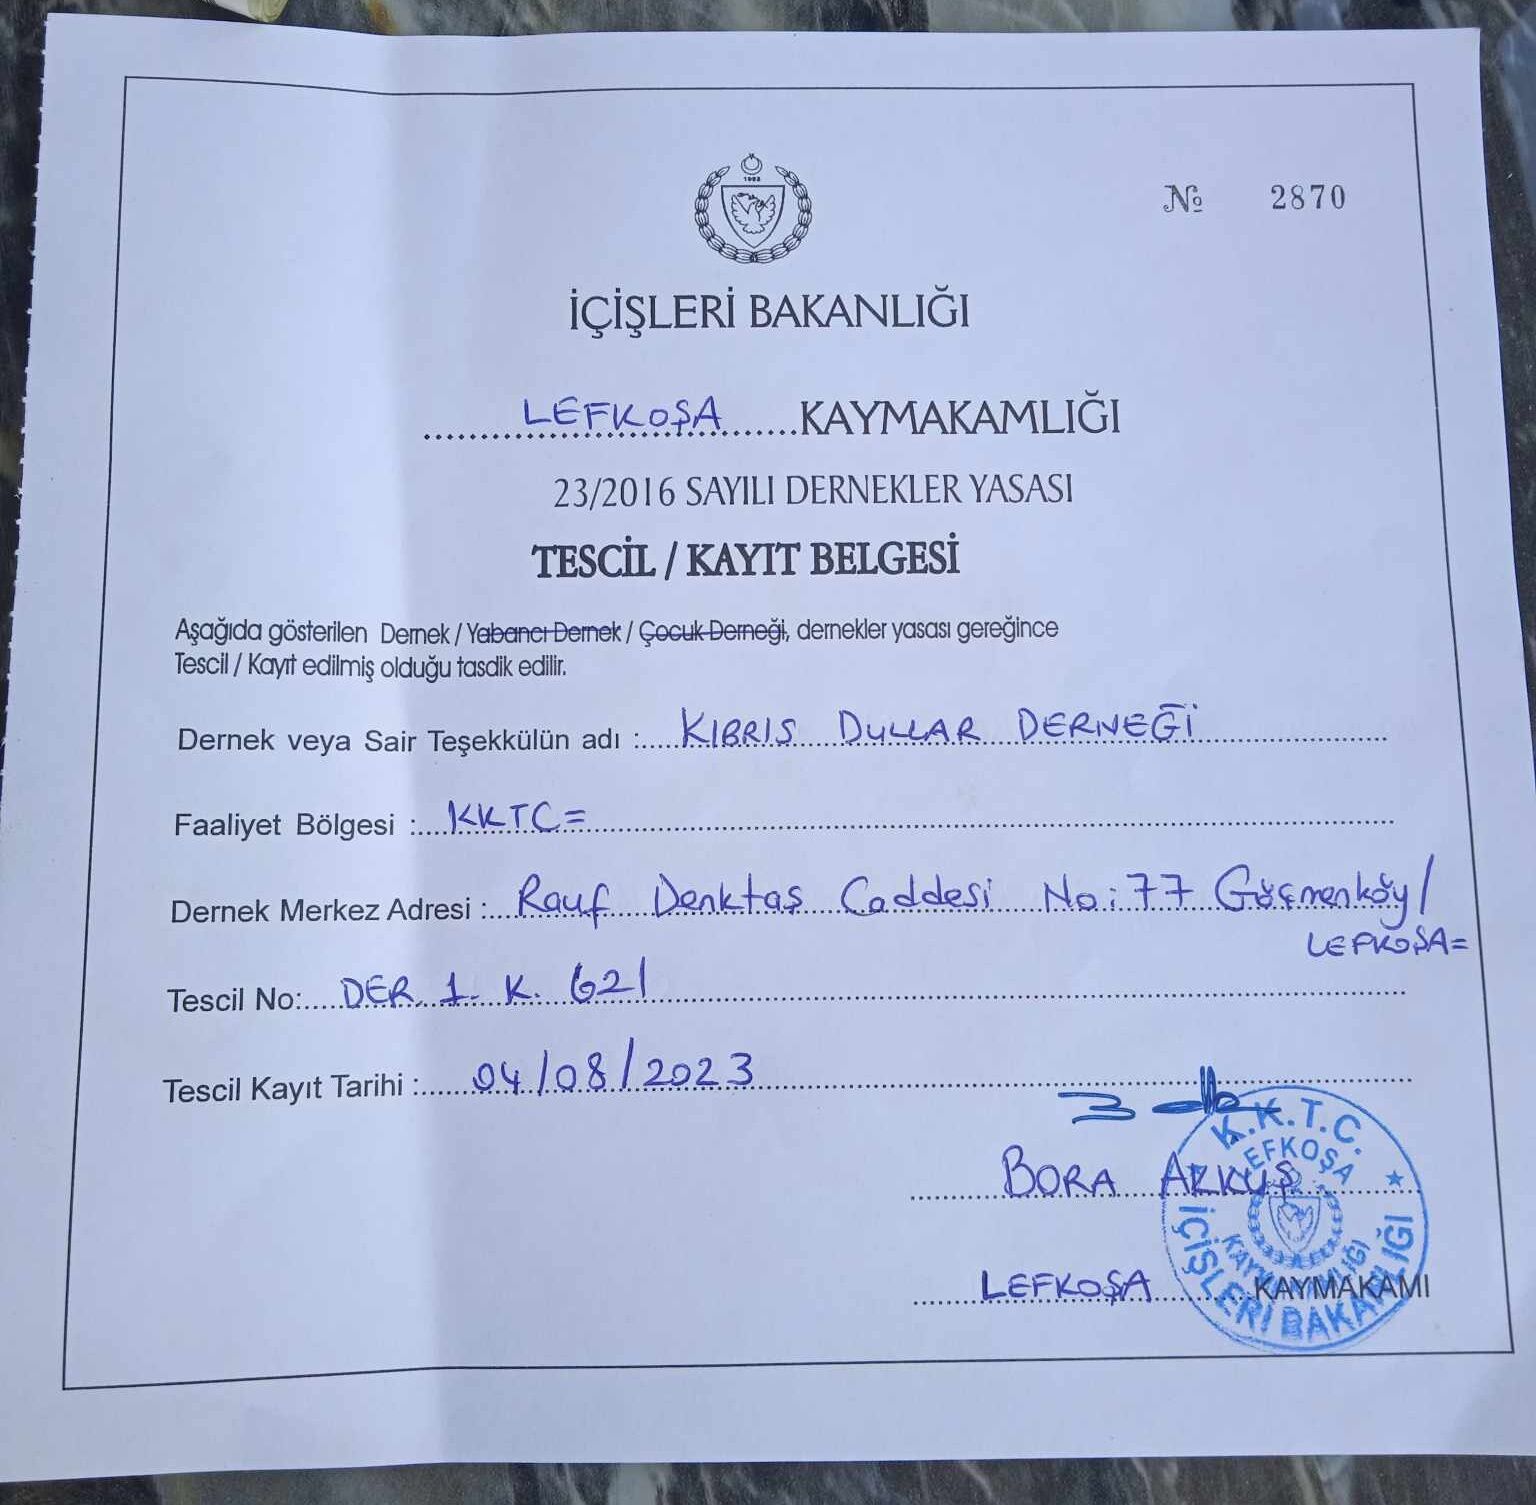 1983
№ 2870
İÇİŞLERİ BAKANLIĞI
LEFKOŞA KAYMAKAMLIĞI
23/2016 SAYILI DERNEKLER YASASI
TESCİL / KAYIT BELGESİ
Aşağıda gösterilen Dernek / Yabancı Dernek / Çocuk Derneği, dernekler yasası gereğince
Tescil / Kayıt edilmiş olduğu tasdik edilir.
Dernek veya Sair Teşekkülün adı : KIBRIS DULLAR DERNEĞİ
Faaliyet Bölgesi : KKTC=
Dernek Merkez Adresi : Rauf Denktaş Caddesi No: 77 Göçmenköy/
LEFKOŞA=
Tescil No: DER. 1. K. 621
Tescil Kayıt Tarihi : 04/08/2023
BORA ARKUŞ
LEFKOŞA KAYMAKAMI
K.K.T.C.
LEFKOŞA
KAYMAKAMLIĞI
İÇİŞLERİ BAKANLIĞI